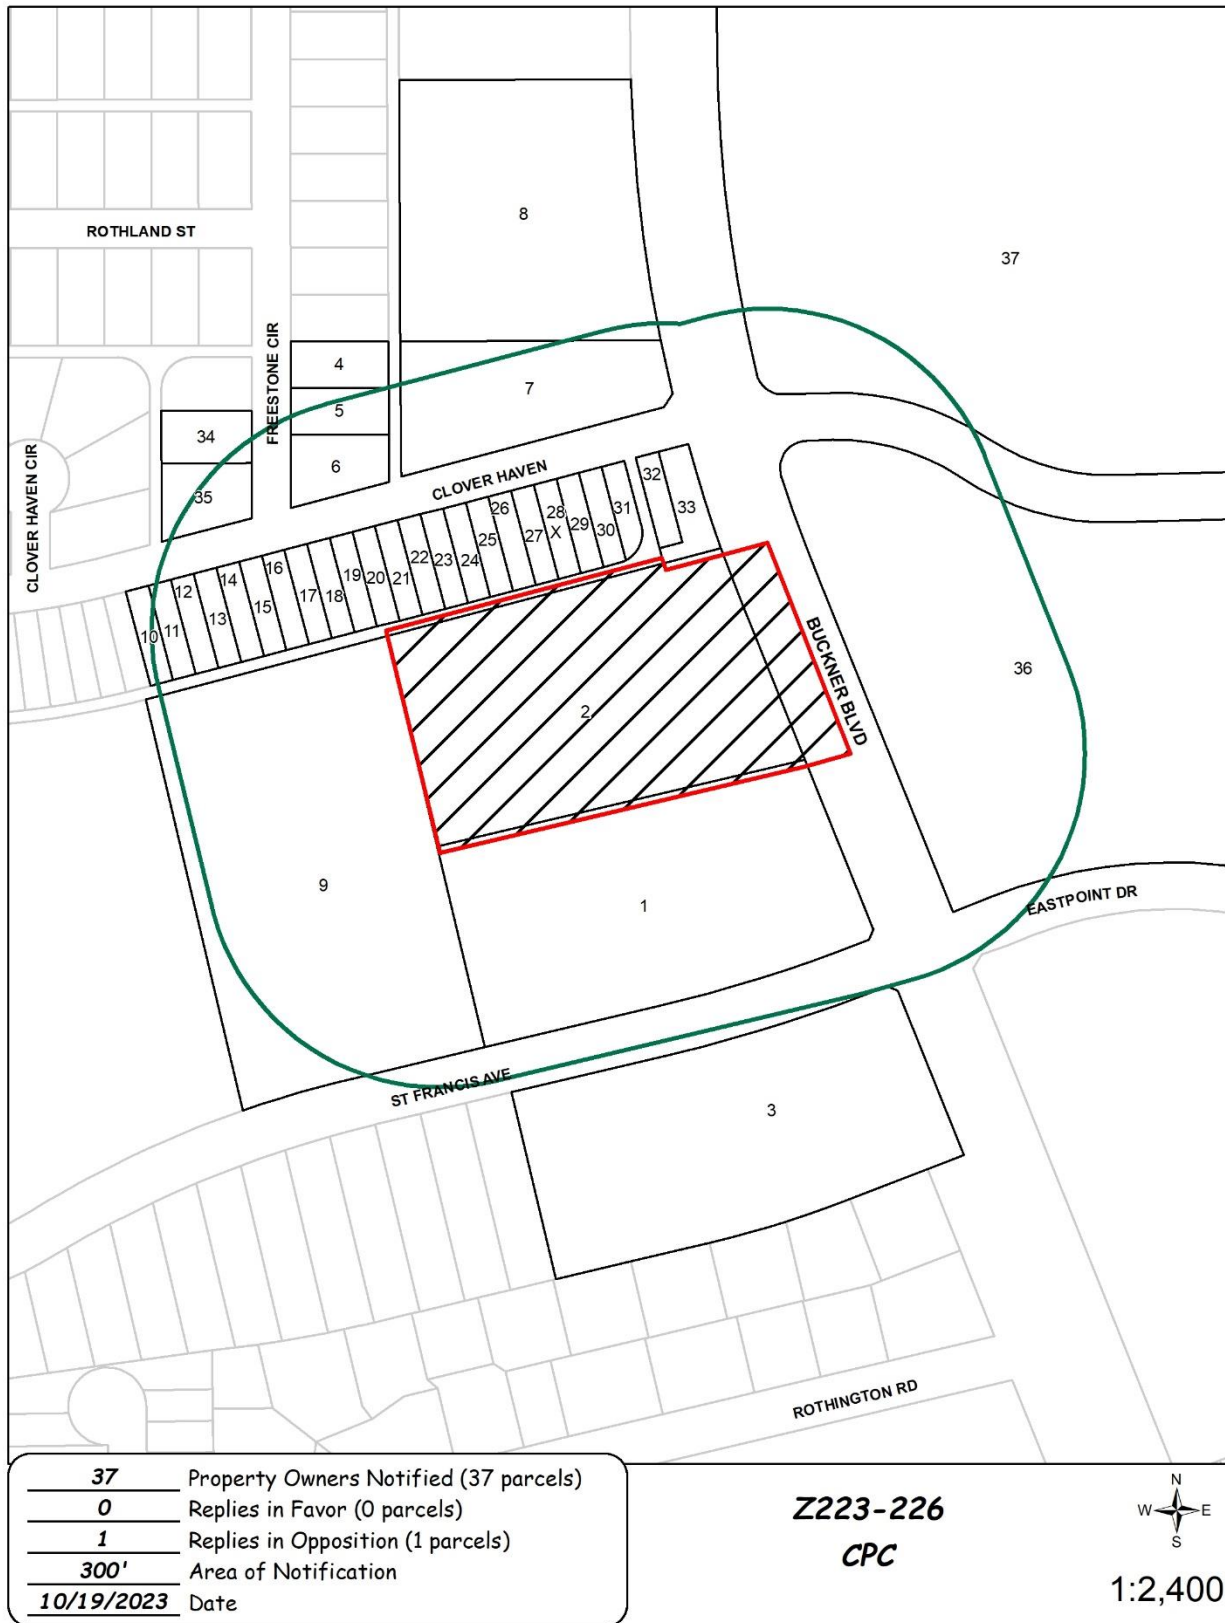 8
ROTHLAND ST
37
FREESTONE CIR
4
7
5
34
6
CLOVER HAVEN CIR
CLOVER HAVEN
32
35
26
31
28
33
X
29
27
30
25
22
23
24
19
20
21
16
14
17
18
12
15
13
10
11
BUCKNER BLVD
36
2
9
1
EASTPOINT DR
ST FRANCIS AVE
3
ROTHINGTON RD
37 Property Owners Notified (37 parcels)
0 Replies in Favor (0 parcels)
1 Replies in Opposition (1 parcels)
300' Area of Notification
10/19/2023 Date
Z223-226
CPC
N
W E
S
1:2,400